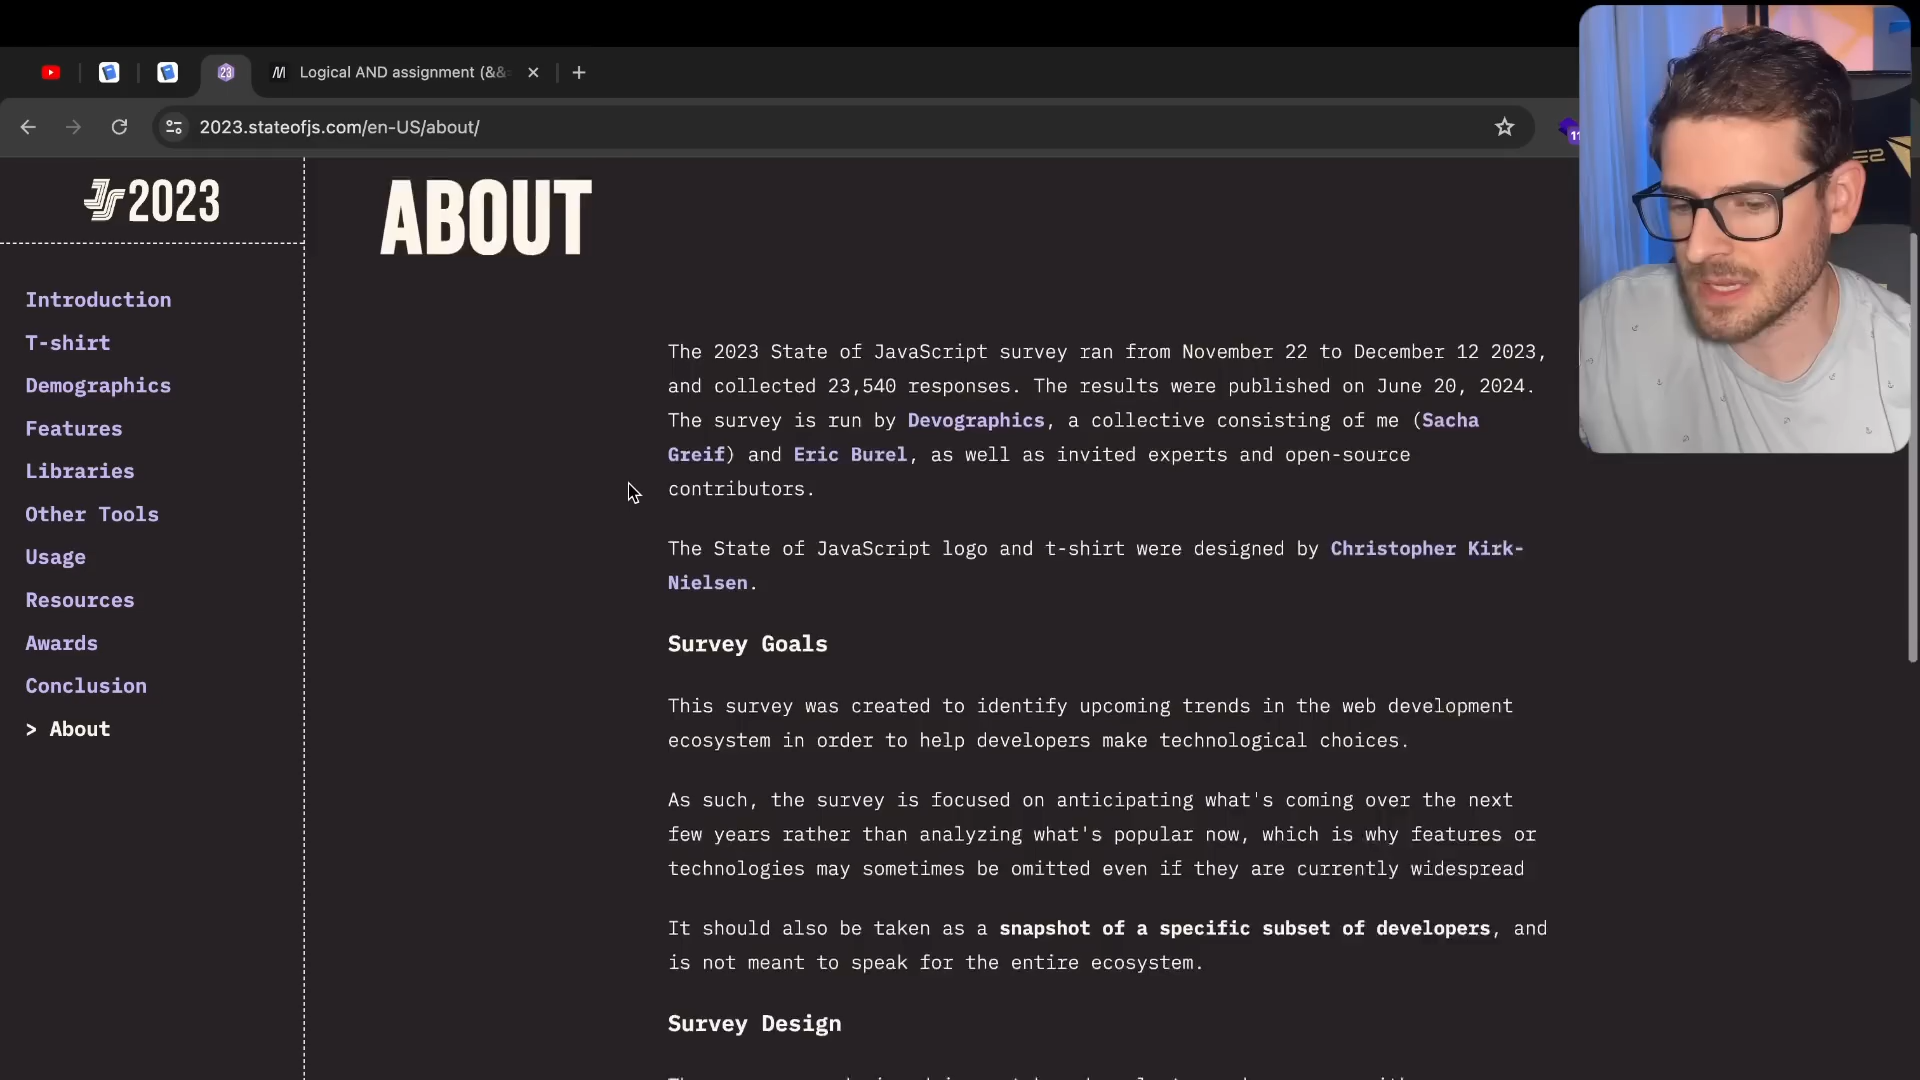 23
Logical AND assignment (&&
2023.stateofjs.com/en-US/about/
11
JS 2023
Introduction
T-shirt
Demographics
Features
Libraries
Other Tools
Usage
Resources
Awards
Conclusion
> About
ABOUT
The 2023 State of JavaScript survey ran from November 22 to December 12 2023,
and collected 23,540 responses. The results were published on June 20, 2024.
The survey is run by Devographics, a collective consisting of me (Sacha
Greif) and Eric Burel, as well as invited experts and open-source
contributors.
The State of JavaScript logo and t-shirt were designed by Christopher Kirk-
Nielsen.
Survey Goals
This survey was created to identify upcoming trends in the web development
ecosystem in order to help developers make technological choices.
As such, the survey is focused on anticipating what's coming over the next
few years rather than analyzing what's popular now, which is why features or
technologies may sometimes be omitted even if they are currently widespread
It should also be taken as a snapshot of a specific subset of developers, and
is not meant to speak for the entire ecosystem.
Survey Design